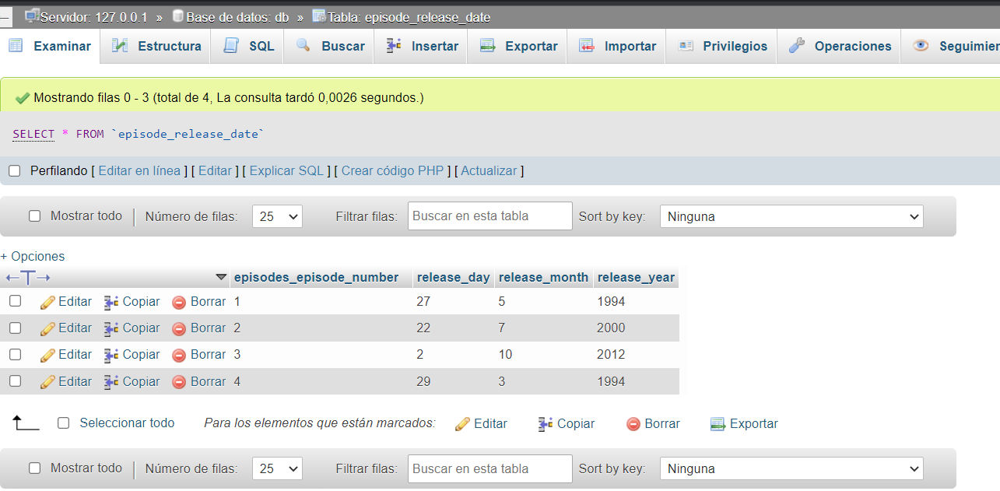 Servidor: 127.0.0.1 » Base de datos: db » Tabla: episode_release_date
Examinar Estructura SQL Buscar Insertar Exportar Importar Privilegios Operaciones Seguimier
Mostrando filas 0 - 3 (total de 4, La consulta tardó 0,0026 segundos.)
SELECT * FROM `episode_release_date`
Perfilando [ Editar en línea ] [ Editar ] [ Explicar SQL ] [ Crear código PHP ] [ Actualizar ]
Mostrar todo | Número de filas: 25 Filtrar filas: Buscar en esta tabla Sort by key: Ninguna
+ Opciones
←T→ episodes_episode_number release_day release_month release_year
Editar Copiar Borrar 1 27 5 1994
Editar Copiar Borrar 2 22 7 2000
Editar Copiar Borrar 3 2 10 2012
Editar Copiar Borrar 4 29 3 1994
Seleccionar todo Para los elementos que están marcados: Editar Copiar Borrar Exportar
Mostrar todo | Número de filas: 25 Filtrar filas: Buscar en esta tabla Sort by key: Ninguna